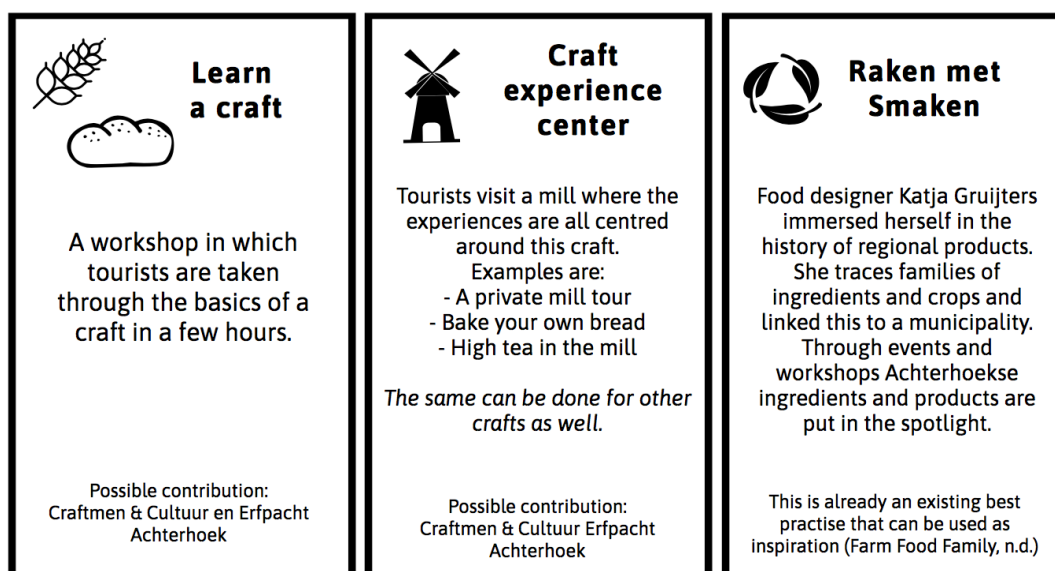 Learn
a craft
A workshop in which
tourists are taken
through the basics of a
craft in a few hours.
Possible contribution:
Craftmen & Cultuur en Erfpacht
Achterhoek
Craft
experience
center
Tourists visit a mill where the
experiences are all centred
around this craft.
Examples are:
- A private mill tour
- Bake your own bread
- High tea in the mill
The same can be done for other
crafts as well.
Possible contribution:
Craftmen & Cultuur Erfpacht
Achterhoek
Raken met
Smaken
Food designer Katja Gruijters
immersed herself in the
history of regional products.
She traces families of
ingredients and crops and
linked this to a municipality.
Through events and
workshops Achterhoekse
ingredients and products are
put in the spotlight.
This is already an existing best
practise that can be used as
inspiration (Farm Food Family, n.d.)